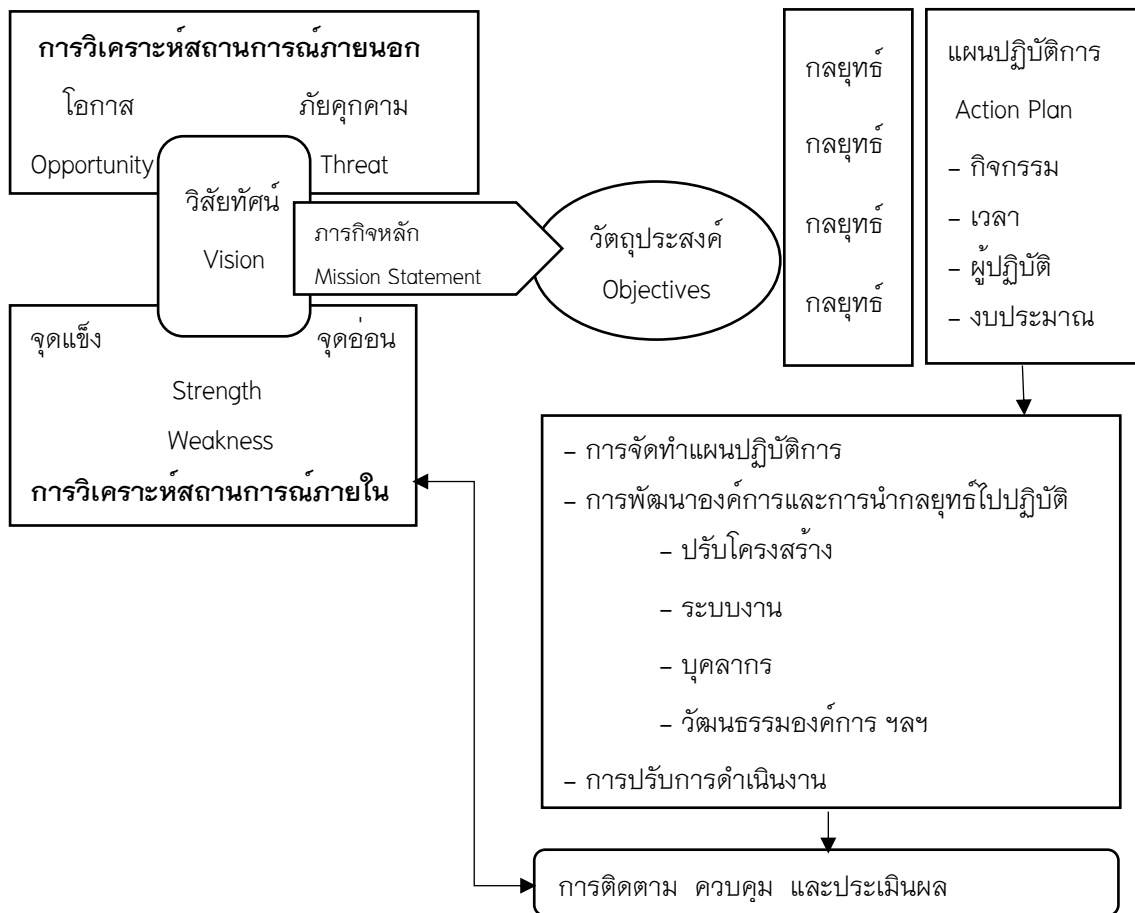 การวิเคราะห์สถานการณ์ภายนอก
โอกาส ภัยคุกคาม
Opportunity Threat
วิสัยทัศน์
Vision
ภารกิจหลัก
Mission Statement
จุดแข็ง จุดอ่อน
Strength
Weakness
การวิเคราะห์สถานการณ์ภายใน
วัตถุประสงค์
Objectives
กลยุทธ์
กลยุทธ์
กลยุทธ์
กลยุทธ์
แผนปฏิบัติการ
Action Plan
– กิจกรรม
– เวลา
– ผู้ปฏิบัติ
– งบประมาณ
– การจัดทำแผนปฏิบัติการ
– การพัฒนาองค์การและการนำกลยุทธ์ไปปฏิบัติ
– ปรับโครงสร้าง
– ระบบงาน
– บุคลากร
– วัฒนธรรมองค์การ ฯลฯ
– การปรับการดำเนินงาน
การติดตาม ควบคุม และประเมินผล